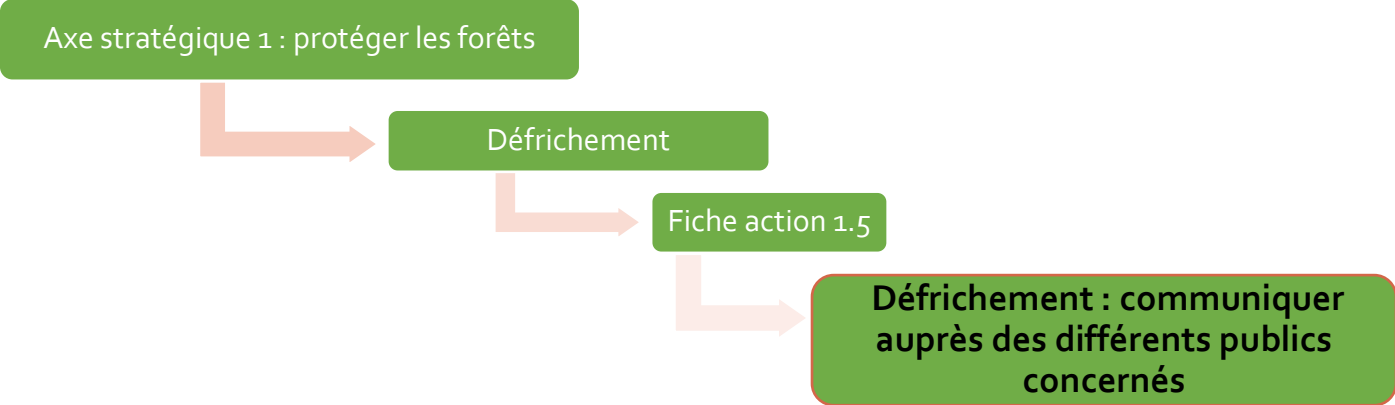 Axe stratégique 1 : protéger les forêts
Défrichement
Fiche action 1.5
Défrichement : communiquer
auprès des différents publics
concernés